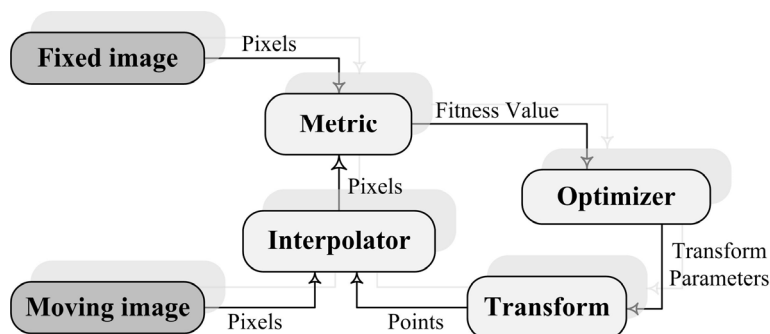 Fixed image
Pixels
Metric
Fitness Value
Pixels
Optimizer
Interpolator
Transform
Parameters
Moving image
Pixels
Points
Transform